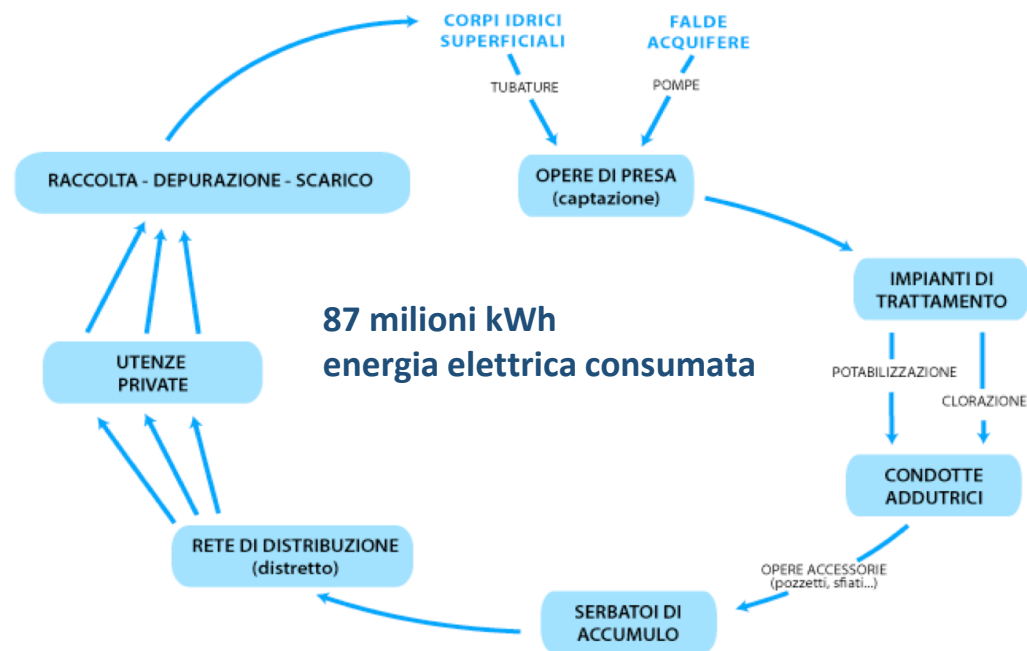 CORPI IDRICI
SUPERFICIALI
FALDE
ACQUIFERE
TUBATURE
POMPE
OPERE DI PRESA
(captazione)
RACCOLTA - DEPURAZIONE - SCARICO
IMPIANTI DI
TRATTAMENTO
87 milioni kWh
energia elettrica consumata
POTABILIZZAZIONE
CLORAZIONE
UTENZE
PRIVATE
CONDOTTE
ADDUTRICI
RETE DI DISTRIBUZIONE
(distretto)
OPERE ACCESSORIE
(pozzetti, sfiati...)
SERBATOI DI
ACCUMULO